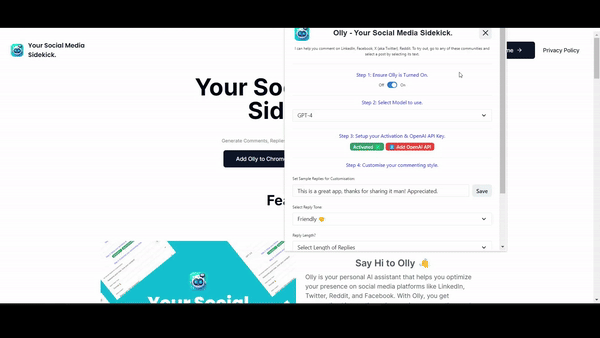 Your Social Media
Sidekick.
Olly - Your Social Media Sidekick.
I can help you comment on LinkedIn, Facebook, X (aka Twitter), Reddit. To try out, go to any of these communities and
select a post by selecting its text.
Privacy Policy
Step 1: Ensure Olly is Turned On.
Off
On
Step 2: Select Model to use.
GPT-4
Step 3: Setup your Activation & OpenAI API Key.
Activated
Add OpenAI API
Step 4: Customise your commenting style.
Set Sample Replies for Customisation:
This is a great app, thanks for sharing it man! Appreciated.
Save
Select Reply Tone
Friendly
Reply Length?
Select Length of Replies
Your So
Sid
Generate Comments, Replie
Add Olly to Chrom
Fea
Your Social
Say Hi to Olly 👋
Olly is your personal AI assistant that helps you optimize
your presence on social media platforms like LinkedIn,
Twitter, Reddit, and Facebook. With Olly, you get